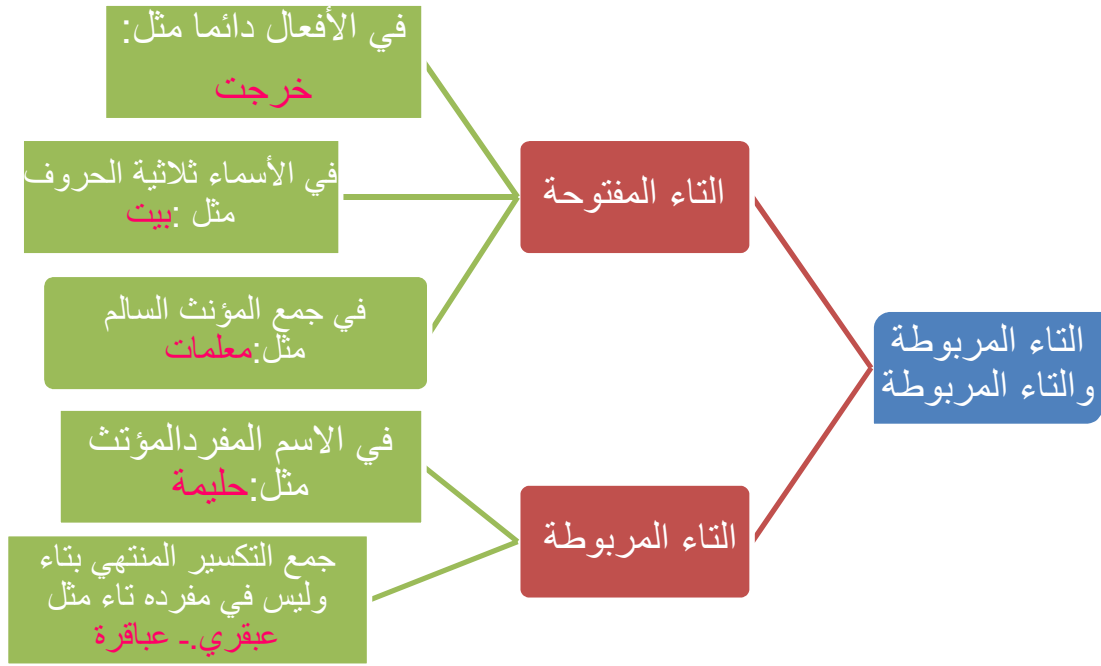 التاء المربوطة
والتاء المربوطة
التاء المفتوحة
في الأفعال دائما مثل:
خرجت
في الأسماء ثلاثية الحروف
مثل :بيت
في جمع المؤنث السالم
مثل:معلمات
التاء المربوطة
في الاسم المفردالمؤتث
مثل:حليمة
جمع التكسير المنتهي بتاء
وليس في مفرده تاء مثل
عبقري.- عباقرة